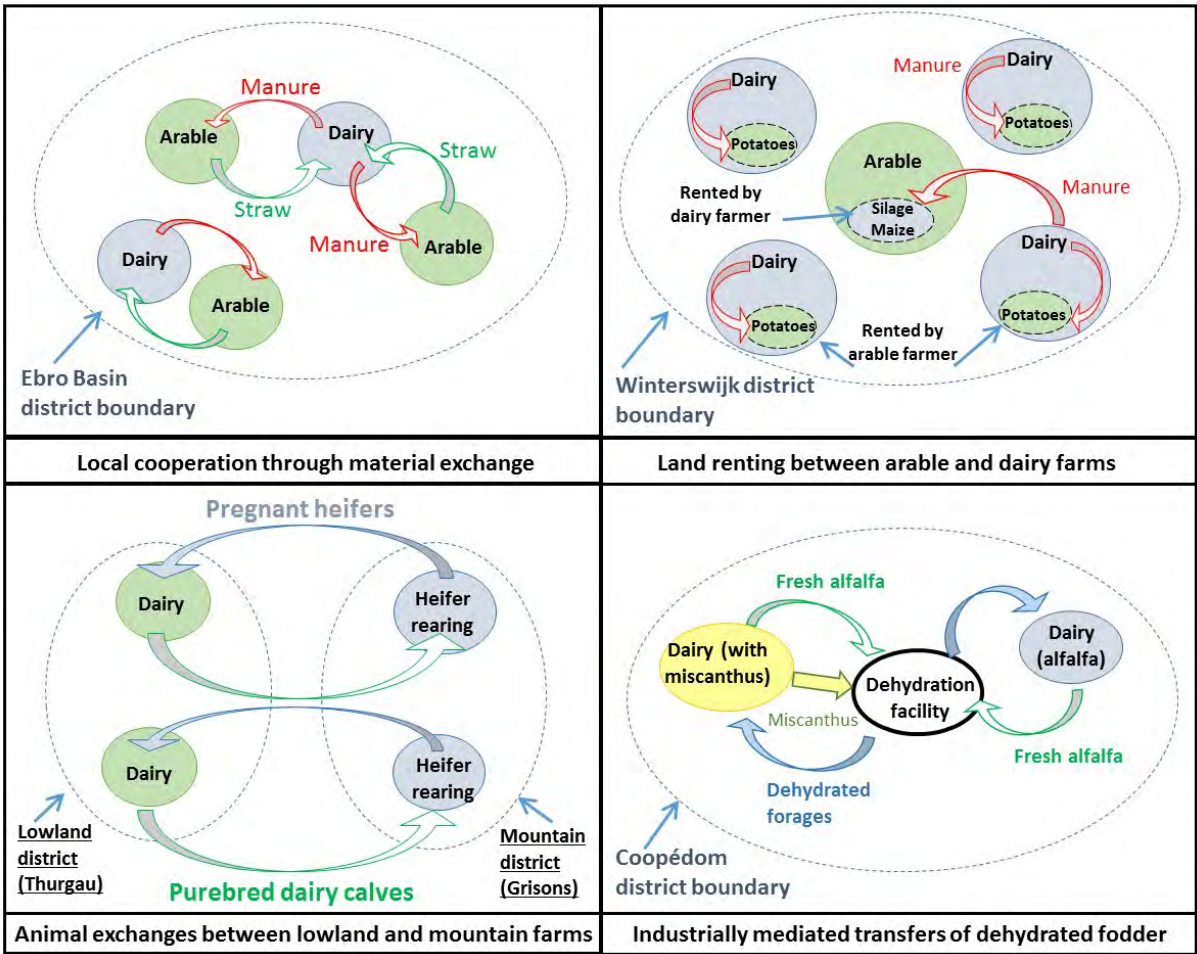 Manure
Arable
Dairy
Straw
Straw
Manure
Arable
Dairy
Arable
Ebro Basin
district boundary
Local cooperation through material exchange
Dairy
Potatoes
Manure
Dairy
Potatoes
Arable
Rented by
dairy farmer
Silage
Maize
Manure
Dairy
Potatoes
Dairy
Potatoes
Rented by
arable farmer
Winterswijk district
boundary
Land renting between arable and dairy farms
Pregnant heifers
Dairy
Heifer
rearing
Dairy
Heifer
rearing
Lowland
district
(Thurgau)
Mountain
district
(Grisons)
Purebred dairy calves
Animal exchanges between lowland and mountain farms
Fresh alfalfa
Dairy (with
miscanthus)
Dairy
(alfalfa)
Dehydration
facility
Miscanthus
Fresh alfalfa
Dehydrated
forages
Coopédom
district boundary
Industrially mediated transfers of dehydrated fodder